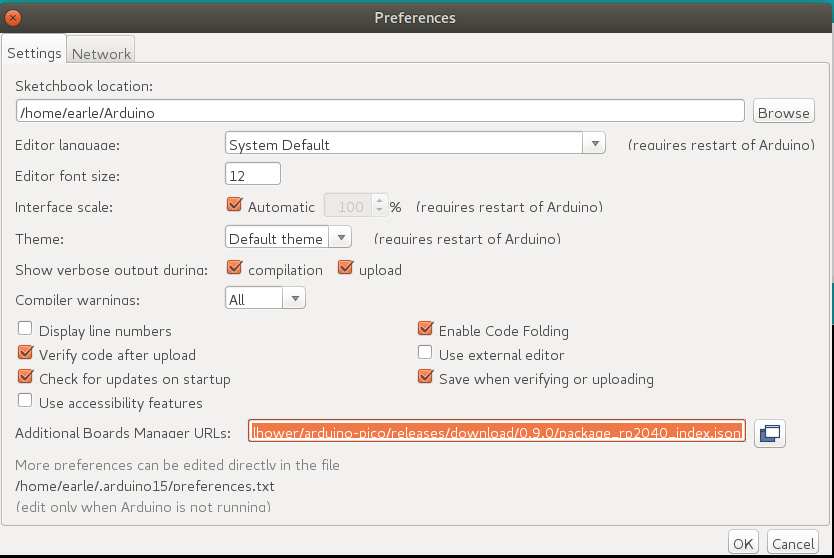 Preferences
Settings Network
Sketchbook location:
/home/earle/Arduino Browse
Editor language: System Default (requires restart of Arduino)
Editor font size: 12
Interface scale: Automatic 100 % (requires restart of Arduino)
Theme: Default theme (requires restart of Arduino)
Show verbose output during: compilation upload
Compiler warnings: All
Display line numbers Enable Code Folding
Verify code after upload Use external editor
Check for updates on startup Save when verifying or uploading
Use accessibility features
Additional Boards Manager URLs: lhower/arduino-pico/releases/download/0.9.0/package_rp2040_index.json
More preferences can be edited directly in the file
/home/earle/.arduino15/preferences.txt
(edit only when Arduino is not running)
OK Cancel